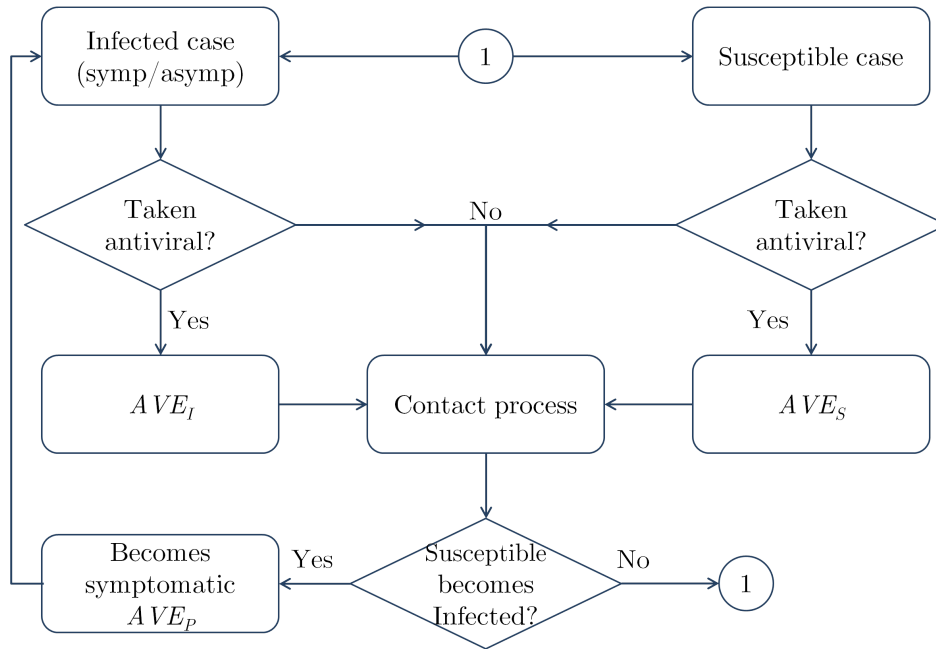 Infected case
(symp/asymp)
1
Susceptible case
Taken
antiviral?
No
Taken
antiviral?
Yes
Yes
AVE_I
Contact process
AVE_S
Becomes
symptomatic
AVE_P
Yes
Susceptible
becomes
Infected?
No
1